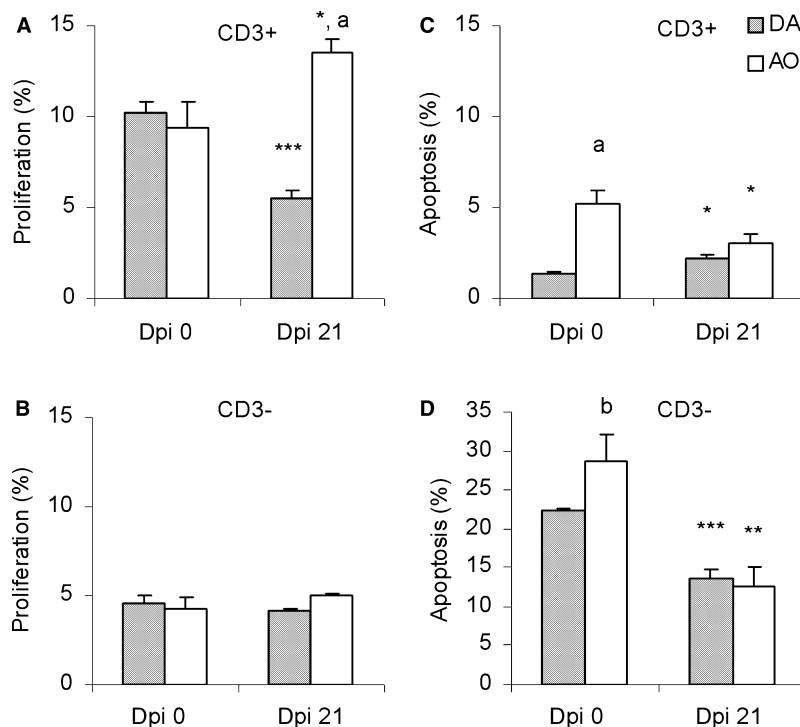 A
CD3+
*, a
***
15
10
5
0
Proliferation (%)
Dpi 0
Dpi 21
C
CD3+
DA
AO
a
*
*
15
10
5
0
Apoptosis (%)
Dpi 0
Dpi 21
B
CD3-
15
10
5
0
Proliferation (%)
Dpi 0
Dpi 21
D
CD3-
b
***
**
35
30
25
20
15
10
5
0
Apoptosis (%)
Dpi 0
Dpi 21